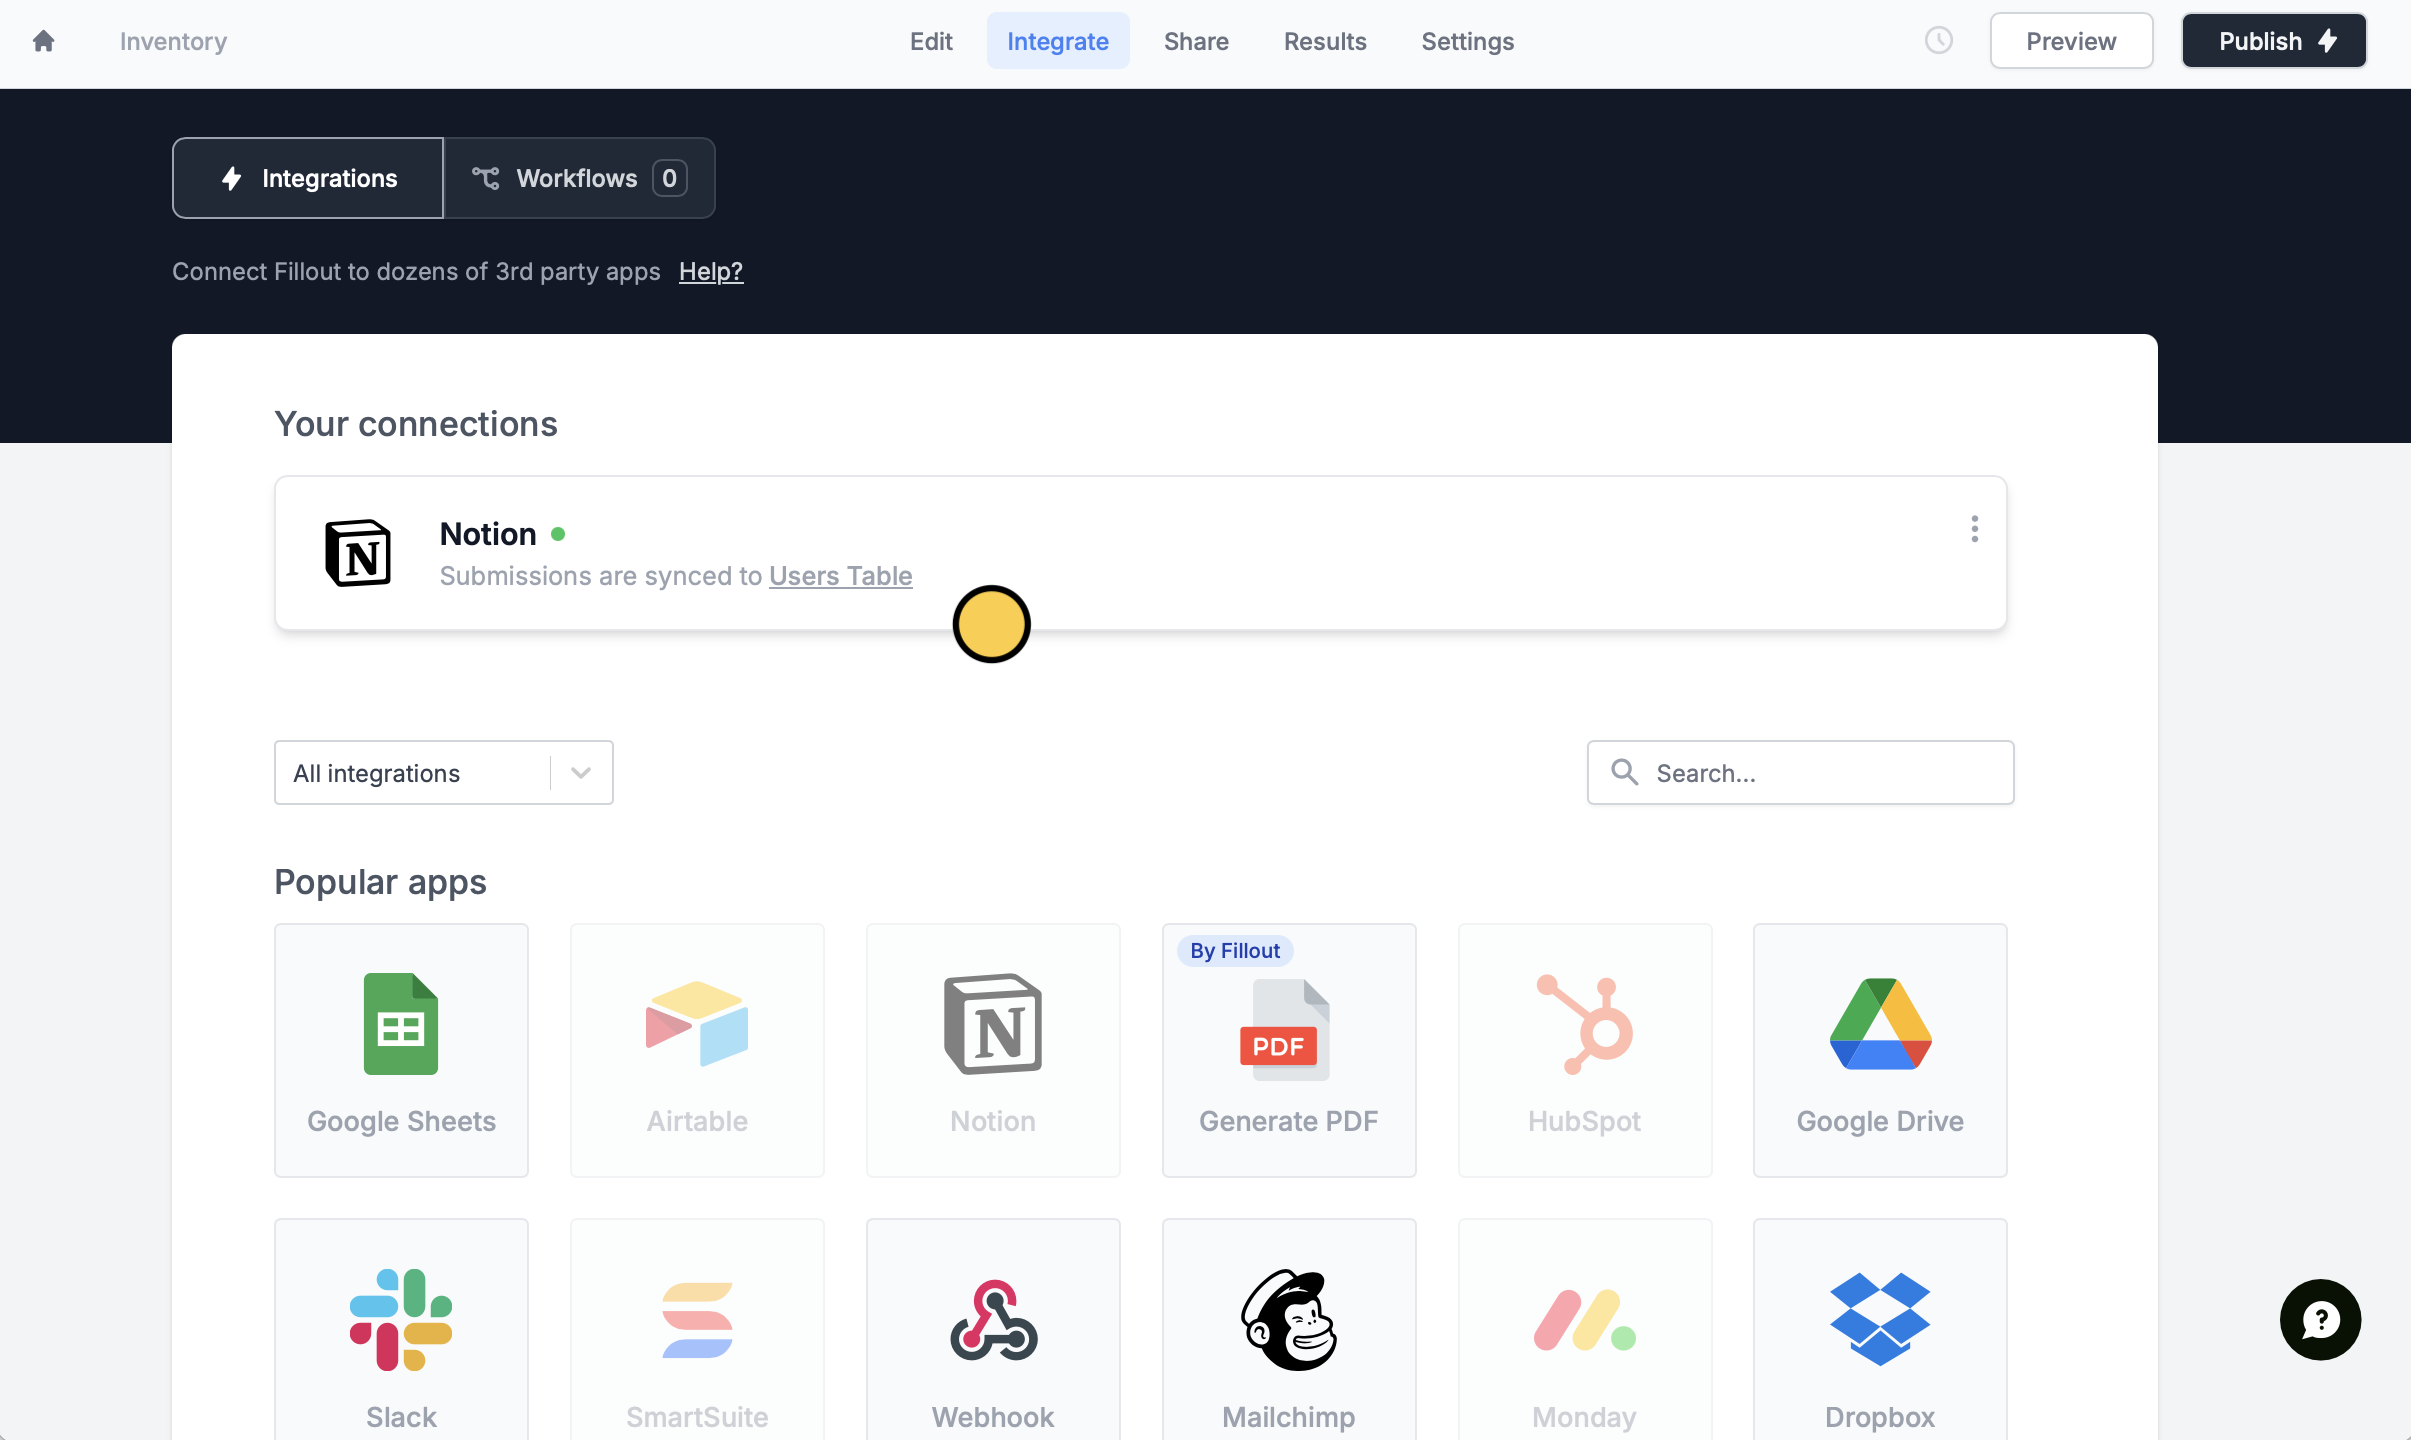 Inventory
Edit
Integrate
Share
Results
Settings
Preview
Publish
Integrations
Workflows 0
Connect Fillout to dozens of 3rd party apps Help?
Your connections
N
Notion
Submissions are synced to Users Table
All integrations
Search...
Popular apps
Google Sheets
Airtable
N
Notion
By Fillout
PDF
Generate PDF
HubSpot
Google Drive
Slack
SmartSuite
Webhook
Mailchimp
Monday
Dropbox
?